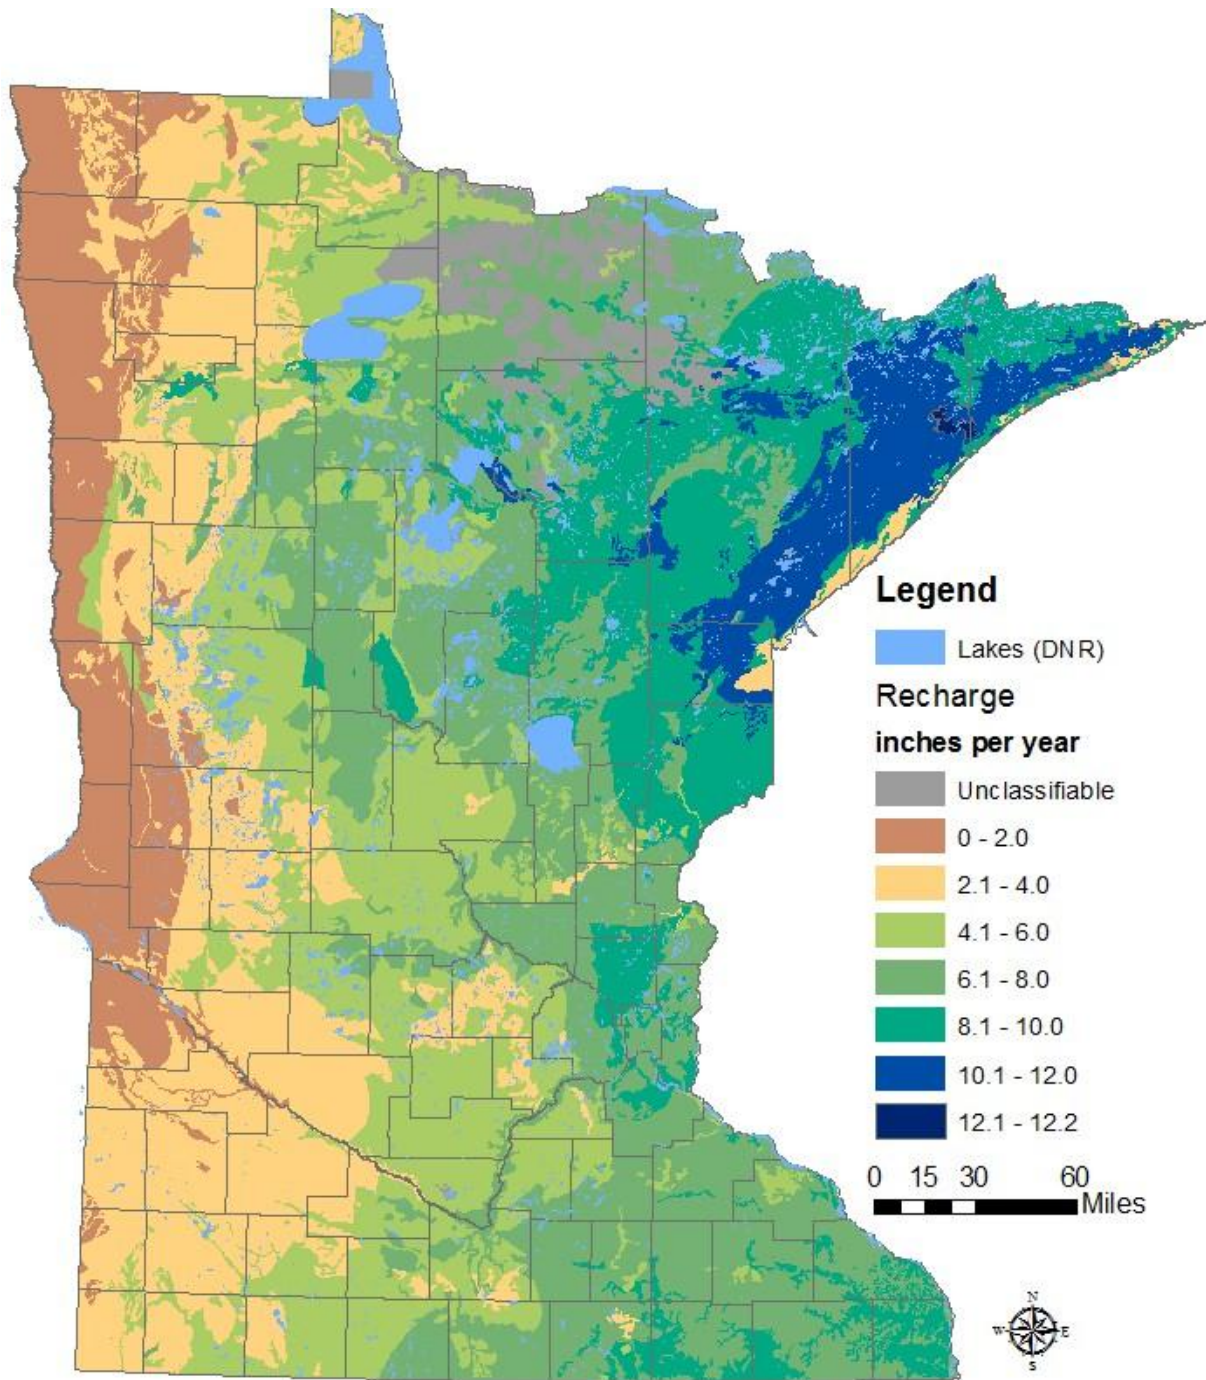 Legend
Lakes (DNR)
Recharge
inches per year
Unclassifiable
0 - 2.0
2.1 - 4.0
4.1 - 6.0
6.1 - 8.0
8.1 - 10.0
10.1 - 12.0
12.1 - 12.2
0 15 30 60
Miles
N
W E
S